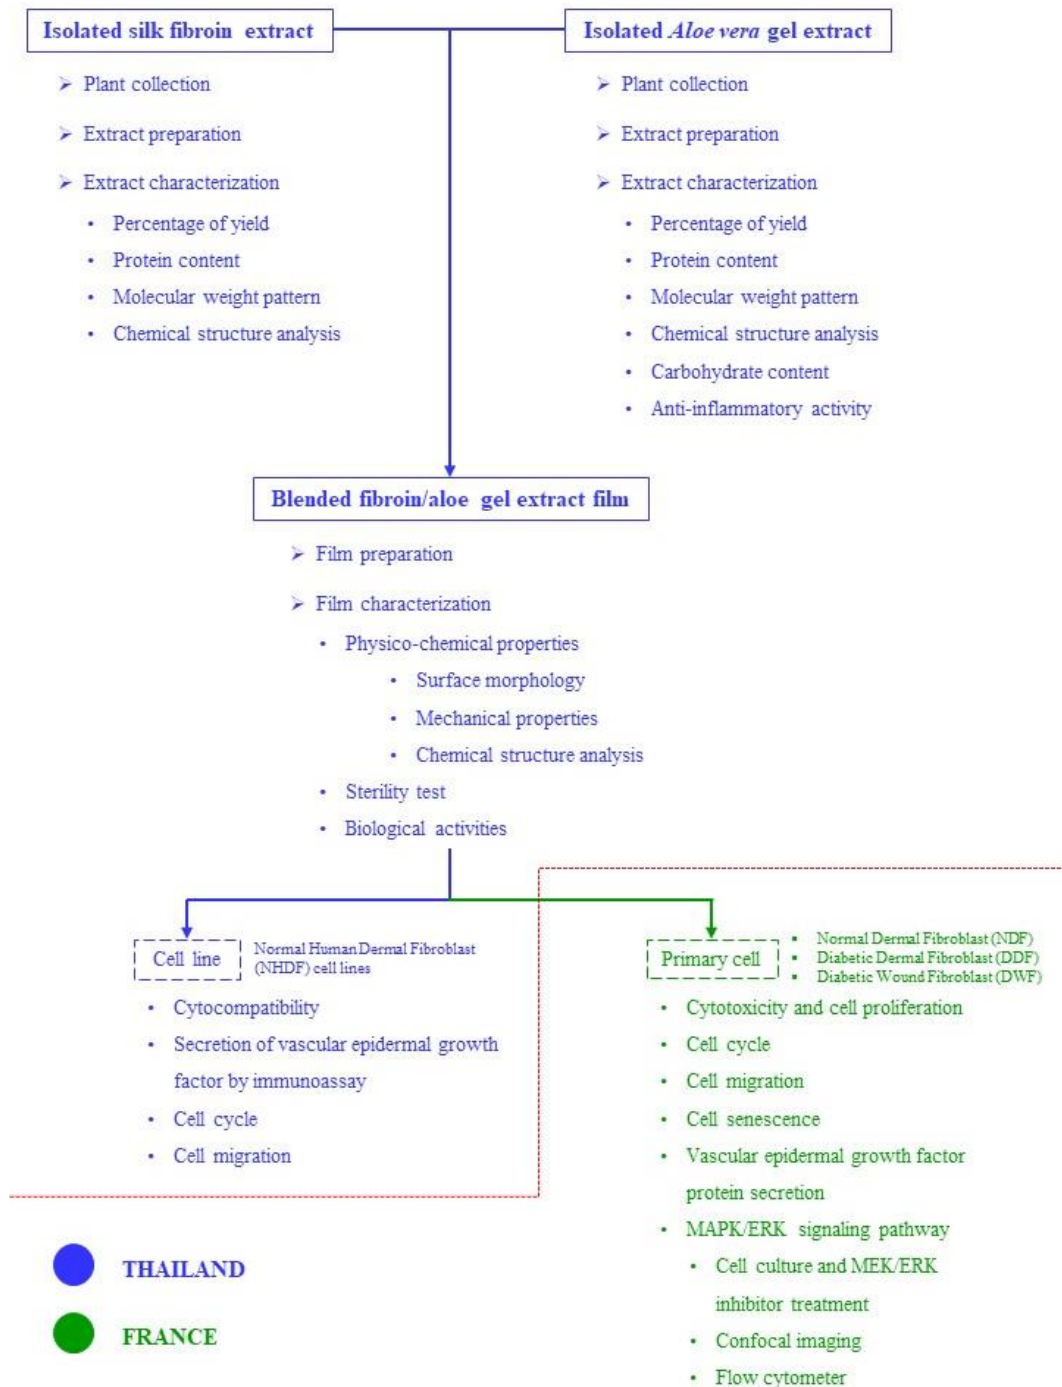 Isolated silk fibroin extract
➢ Plant collection
➢ Extract preparation
➢ Extract characterization
• Percentage of yield
• Protein content
• Molecular weight pattern
• Chemical structure analysis
Isolated Aloe vera gel extract
➢ Plant collection
➢ Extract preparation
➢ Extract characterization
• Percentage of yield
• Protein content
• Molecular weight pattern
• Chemical structure analysis
• Carbohydrate content
• Anti-inflammatory activity
Blended fibroin/aloe gel extract film
➢ Film preparation
➢ Film characterization
• Physico-chemical properties
• Surface morphology
• Mechanical properties
• Chemical structure analysis
• Sterility test
• Biological activities
Cell line
Normal Human Dermal Fibroblast
(NHDF) cell lines
• Cytocompatibility
• Secretion of vascular epidermal growth
factor by immunoassay
• Cell cycle
• Cell migration
Primary cell
▪ Normal Dermal Fibroblast (NDF)
▪ Diabetic Dermal Fibroblast (DDF)
▪ Diabetic Wound Fibroblast (DWF)
• Cytotoxicity and cell proliferation
• Cell cycle
• Cell migration
• Cell senescence
• Vascular epidermal growth factor
protein secretion
• MAPK/ERK signaling pathway
• Cell culture and MEK/ERK
inhibitor treatment
• Confocal imaging
• Flow cytometer
THAILAND
FRANCE